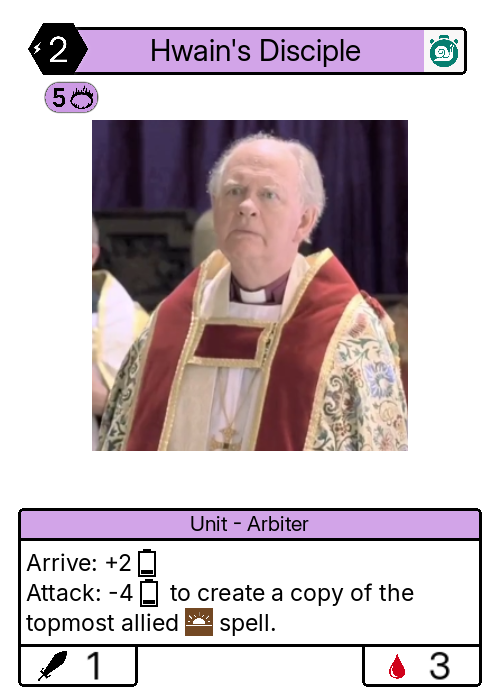 2 Hwain's Disciple
5
Unit - Arbiter
Arrive: +2
Attack: -4 to create a copy of the
topmost allied spell.
1 3